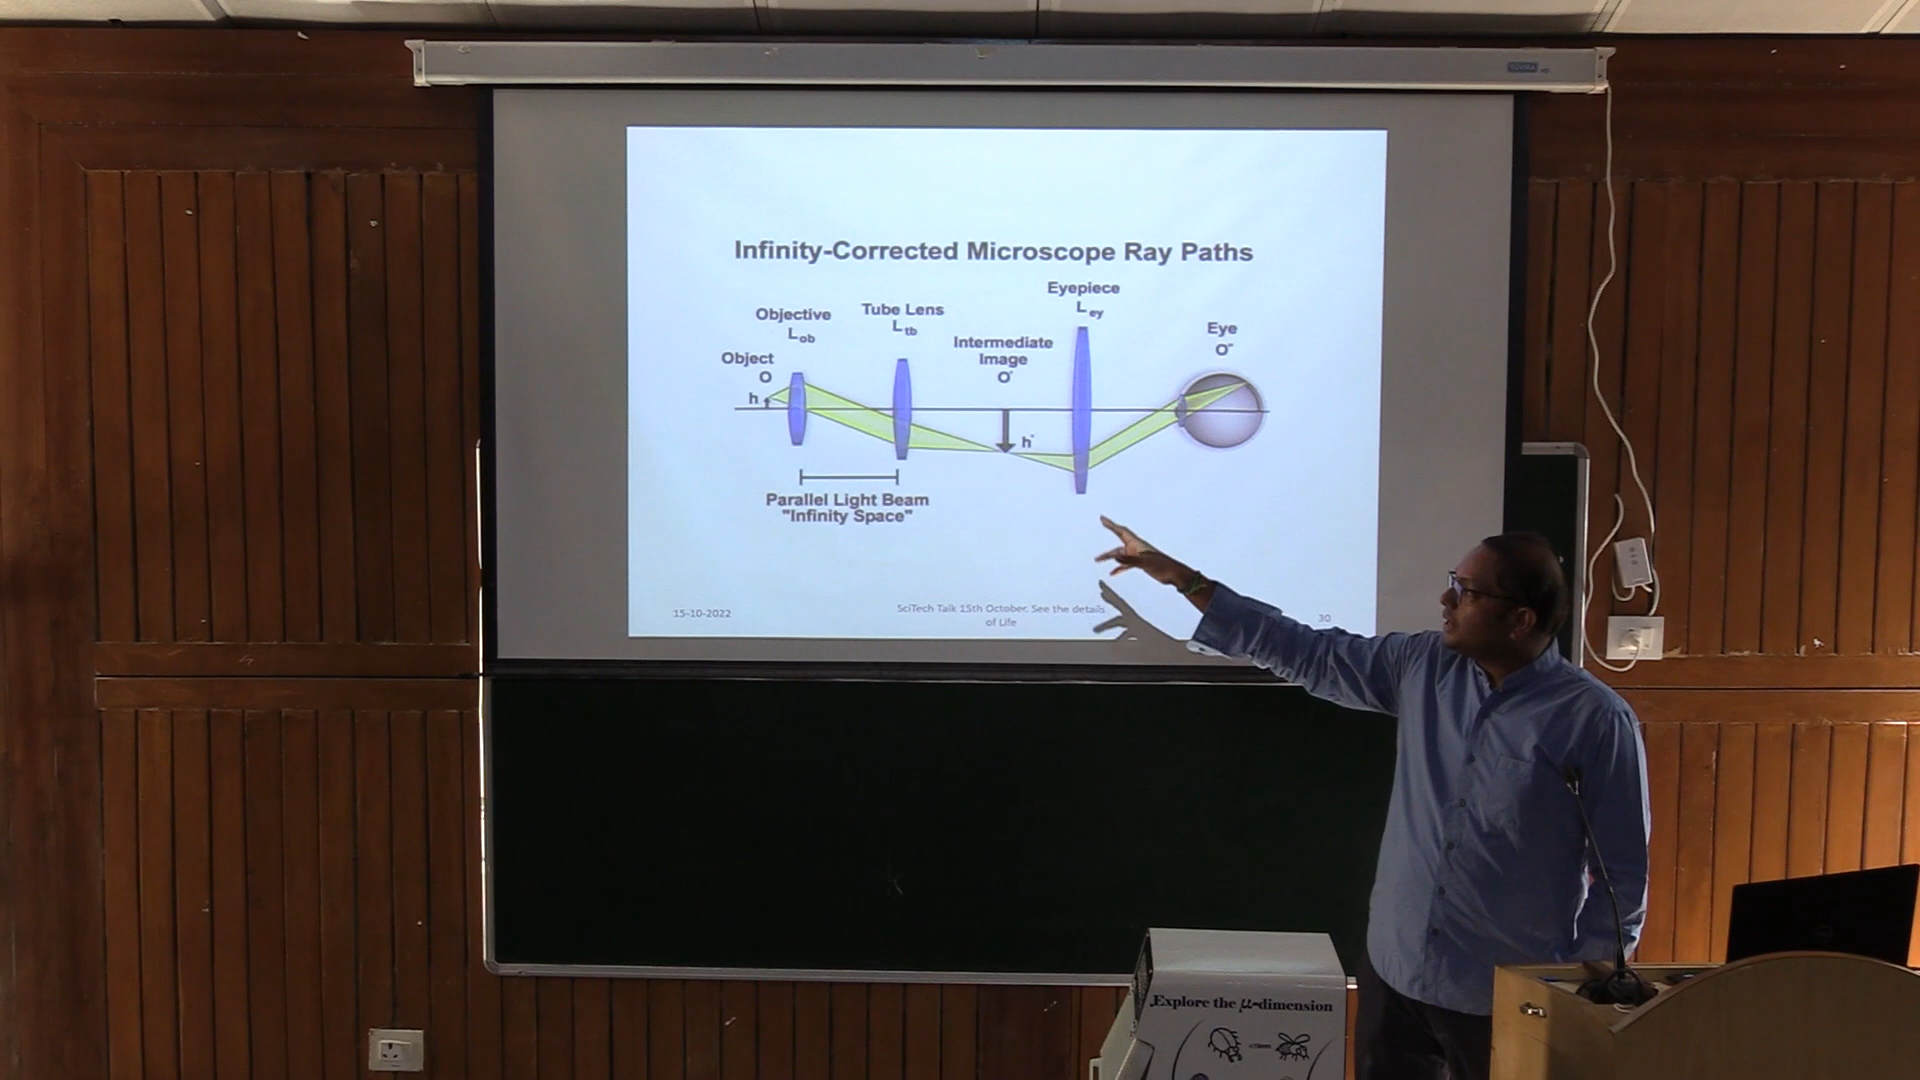 Infinity-Corrected Microscope Ray Paths
Eyepiece
L ey
Tube Lens
L tb
Objective
L ob
Eye
O"
Intermediate
Image
O'
Object
O
h
h'
Parallel Light Beam
"Infinity Space"
15-10-2022
SciTech Talk 15th October. See the details
of Life
30
Explore the μ-dimension